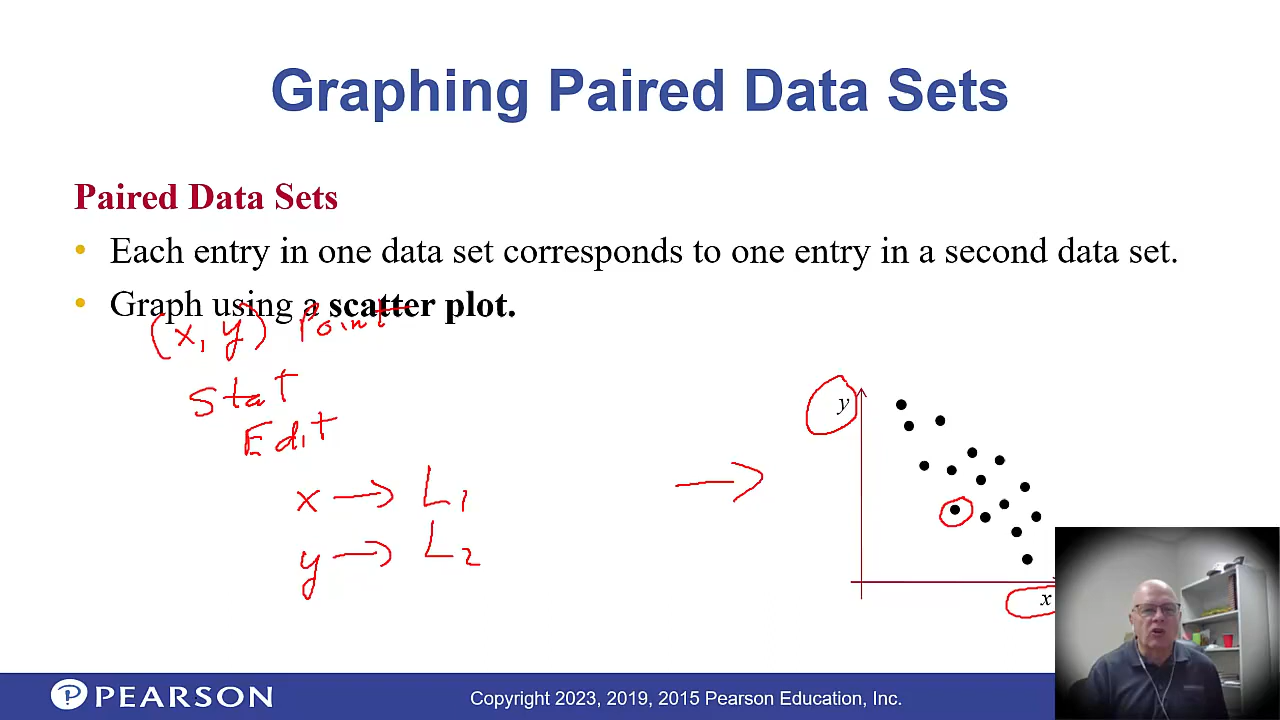 Graphing Paired Data Sets
Paired Data Sets
• Each entry in one data set corresponds to one entry in a second data set.
• Graph using a scatter plot.
(x, y) Point
Stat
Edit
x → L1
y → L2
y
x
PEARSON
Copyright 2023, 2019, 2015 Pearson Education, Inc.